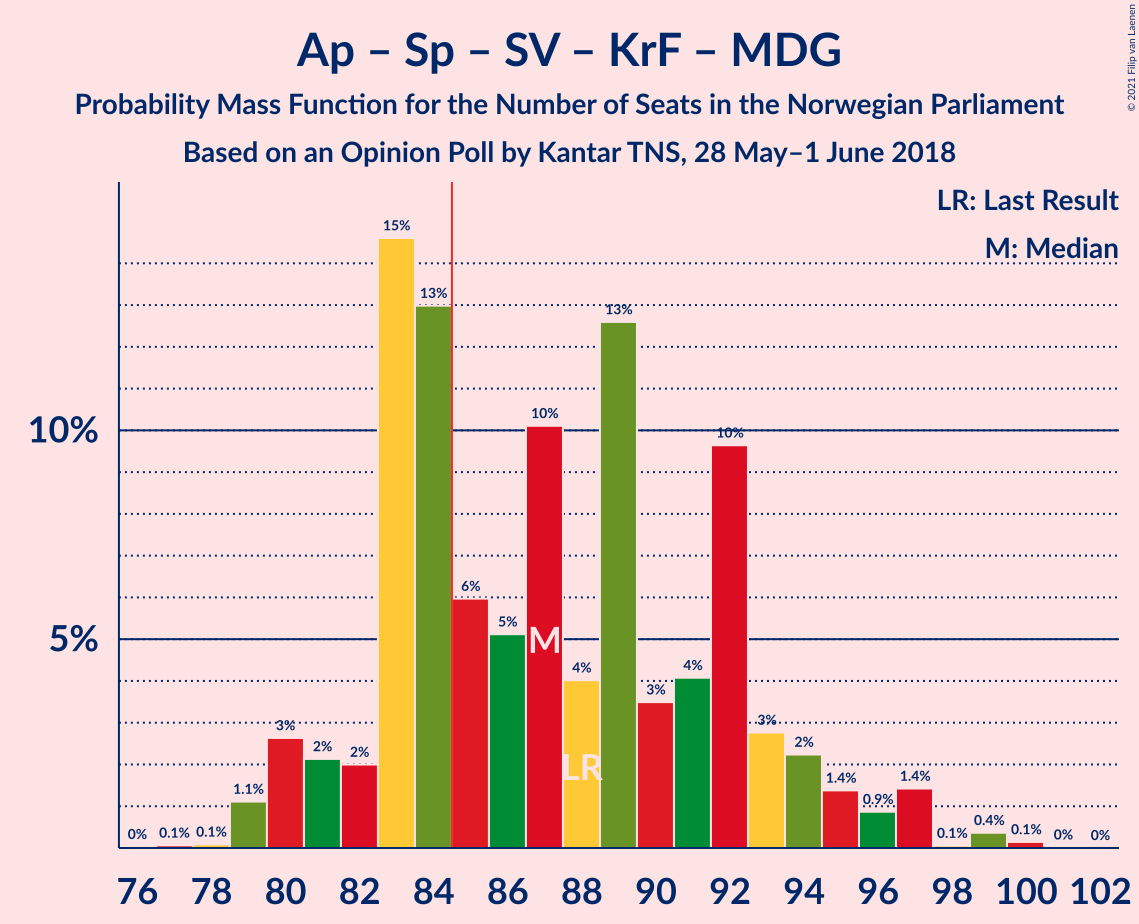 Ap – Sp – SV – KrF – MDG
Probability Mass Function for the Number of Seats in the Norwegian Parliament
Based on an Opinion Poll by Kantar TNS, 28 May–1 June 2018
© 2021 Filip van Laenen
LR: Last Result
M: Median
10%
5%
0% 0.1% 0.1% 1.1% 3% 2% 2% 15% 13% 6% 5% 10% 4% 13% 3% 4% 10% 3% 2% 1.4% 0.9% 1.4% 0.1% 0.4% 0.1% 0% 0%
M
LR
76 78 80 82 84 86 88 90 92 94 96 98 100 102